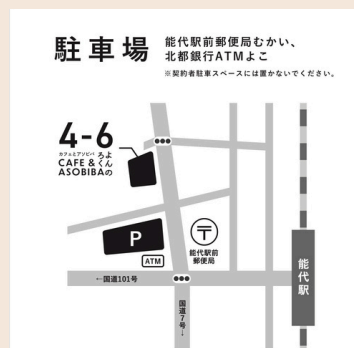 駐車場
能代駅前郵便局むかい、
北都銀行ATMよこ
※契約者駐車スペースには置かないでください。
4-6
カフェとアソビバ
CAFE &
ASOBIBAの
ろよ
くん
P
ATM
〒
能代駅前
郵便局
←国道101号
国道7号→
能代駅